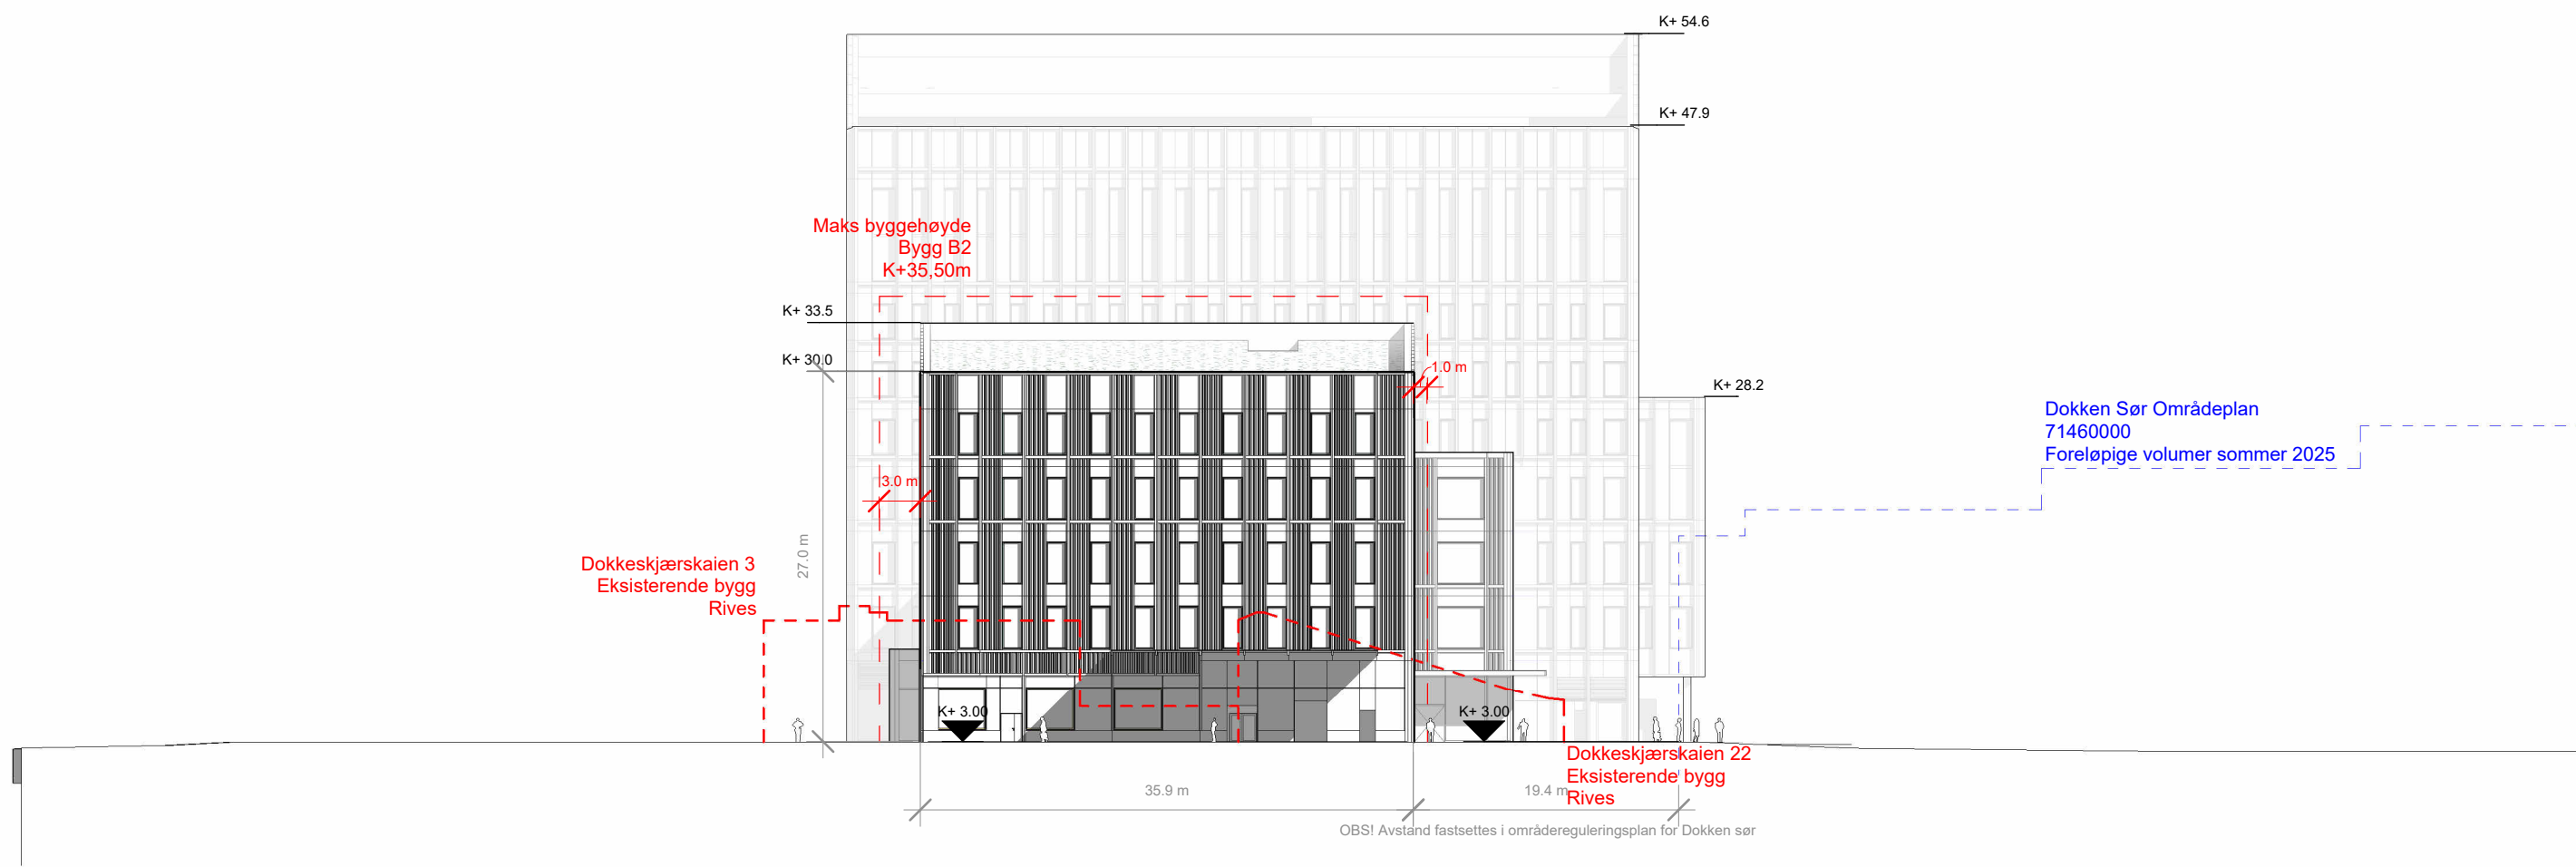 K+ 54.6
K+ 47.9
Maks byggehøyde
Bygg B2
K+35,50m
K+ 33.5
K+ 30.0
1.0 m
K+ 28.2
Dokken Sør Områdeplan
71460000
Foreløpige volumer sommer 2025
3.0 m
27.0 m
Dokkeskjærskaien 3
Eksisterende bygg
Rives
K+ 3.00
K+ 3.00
Dokkeskjærskaien 22
Eksisterende bygg
Rives
35.9 m
19.4 m
OBS! Avstand fastsettes i områdereguleringsplan for Dokken sør